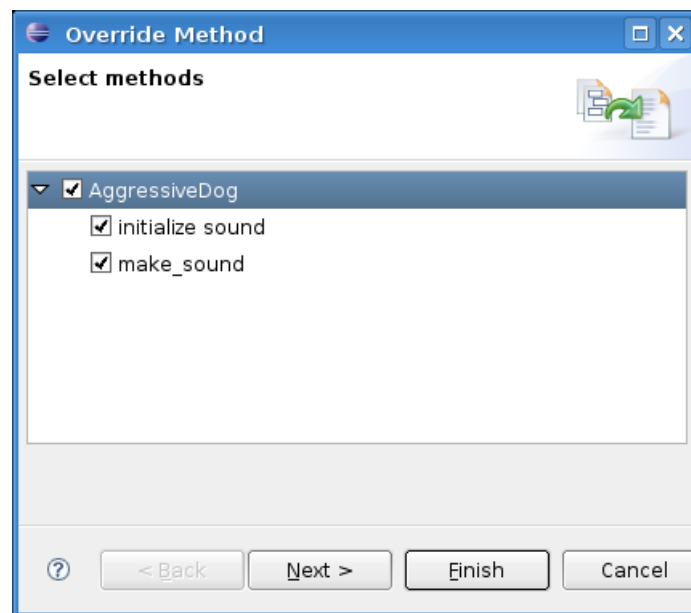 Override Method
Select methods
AggressiveDog
initialize sound
make_sound
?
< Back
Next >
Finish
Cancel